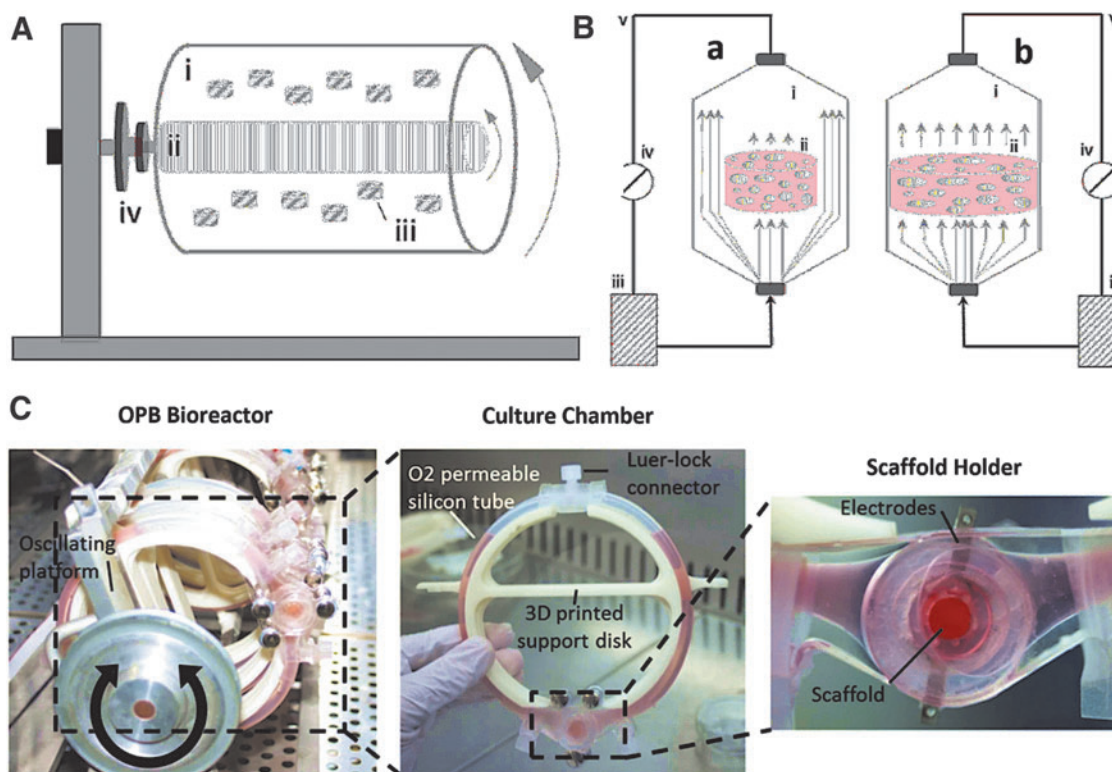 A
i
ii
iii
iv
B
v
v
a
b
i
i
ii
ii
iv
iv
iii
C
OPB Bioreactor
Culture Chamber
Scaffold Holder
Oscillating
platform
O2 permeable
silicon tube
Luer-lock
connector
3D printed
support disk
Electrodes
Scaffold